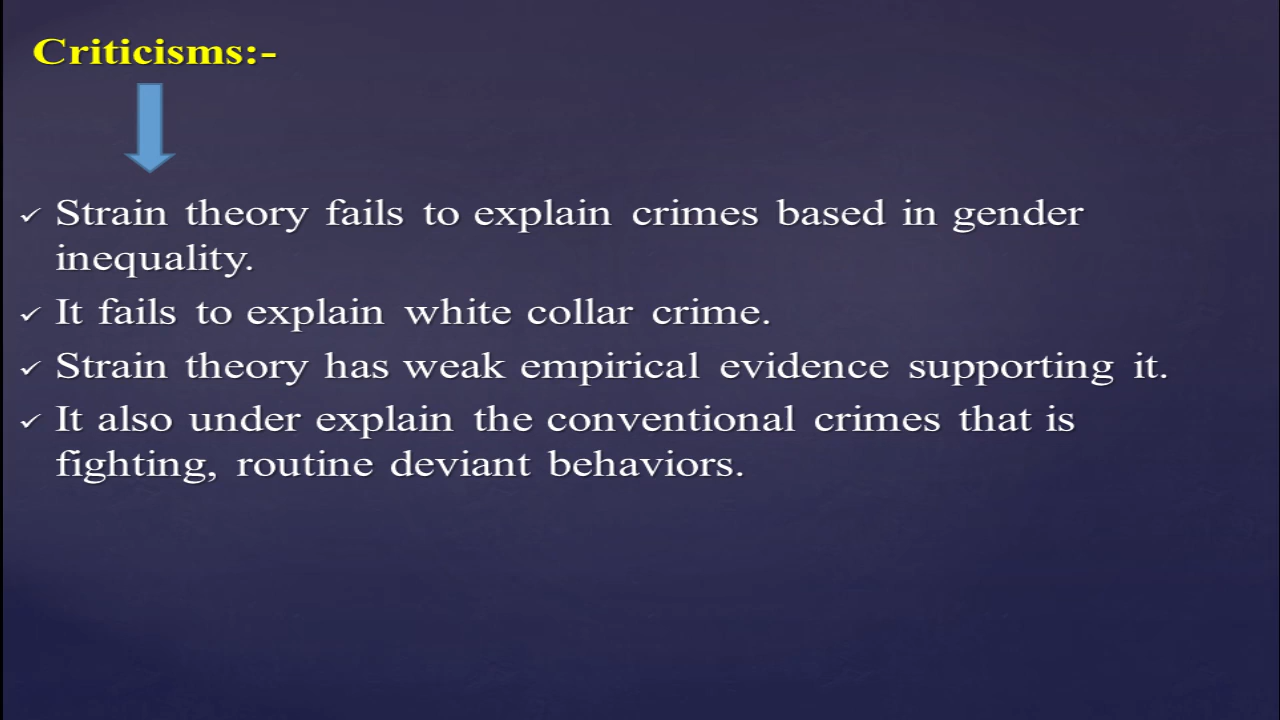 Criticisms:-
✓ Strain theory fails to explain crimes based in gender
inequality.
✓ It fails to explain white collar crime.
✓ Strain theory has weak empirical evidence supporting it.
✓ It also under explain the conventional crimes that is
fighting, routine deviant behaviors.